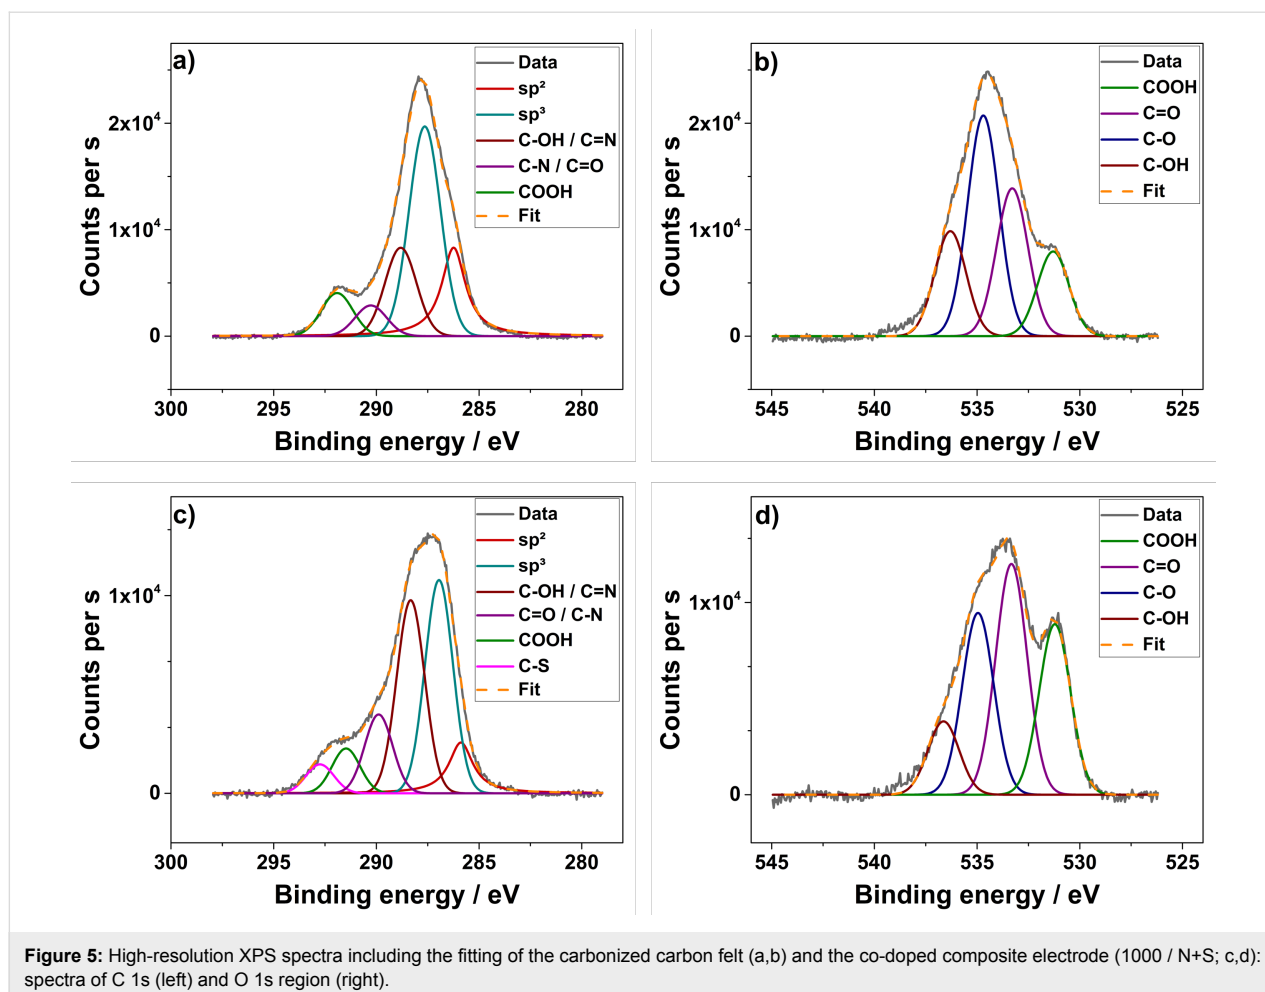 a)
Data
sp²
sp³
C-OH / C=N
C-N / C=O
COOH
Fit
Counts per s
2x10⁴
1x10⁴
0
300 295 290 285 280
Binding energy / eV
b)
Data
COOH
C=O
C-O
C-OH
Fit
Counts per s
2x10⁴
1x10⁴
0
545 540 535 530 525
Binding energy / eV
c)
Data
sp²
sp³
C-OH / C=N
C=O / C-N
COOH
C-S
Fit
Counts per s
1x10⁴
0
300 295 290 285 280
Binding energy / eV
d)
Data
COOH
C=O
C-O
C-OH
Fit
Counts per s
1x10⁴
0
545 540 535 530 525
Binding energy / eV
Figure 5: High-resolution XPS spectra including the fitting of the carbonized carbon felt (a,b) and the co-doped composite electrode (1000 / N+S; c,d):
spectra of C 1s (left) and O 1s region (right).